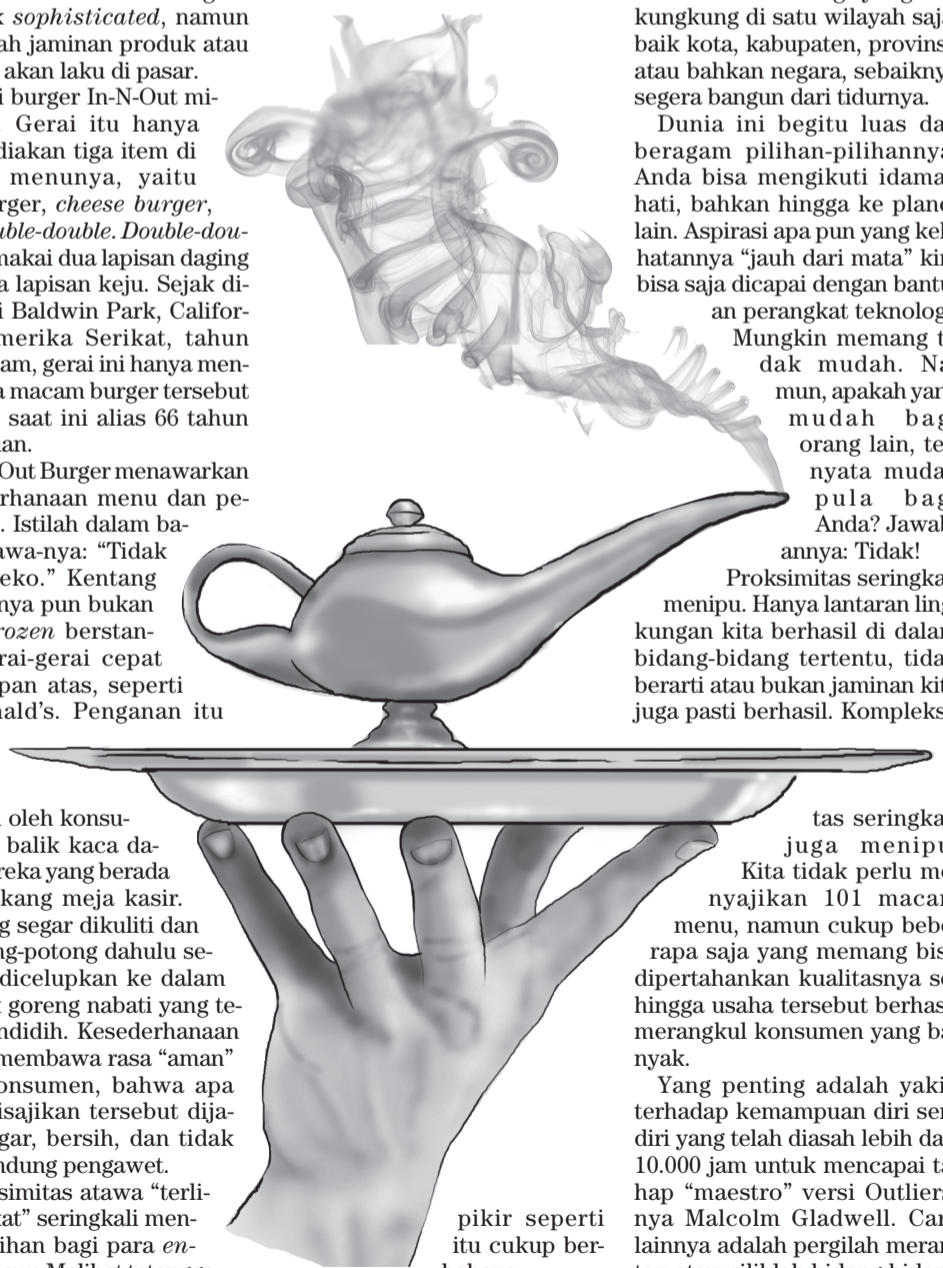 sophisticated, namun
ah jaminan produk atau
akan laku di pasar.
i burger In-N-Out mi-
. Gerai itu hanya
diakan tiga item di
menunya, yaitu
rger, cheese burger,
uble-double. Double-dou-
makai dua lapisan daging
a lapisan keju. Sejak di-
i Baldwin Park, Califor-
merika Serikat, tahun
am, gerai ini hanya men-
a macam burger tersebut
saat ini alias 66 tahun
ian.
Out Burger menawarkan
rhanaan menu dan pe-
. Istilah dalam ba-
awa-nya: “Tidak
eko.” Kentang
nya pun bukan
rozen berstan-
rai-gerai cepat
pan atas, seperti
nald’s. Penganan itu
oleh konsu-
balik kaca da-
reka yang berada
kang meja kasir.
g segar dikuliti dan
ng-potong dahulu se-
dicelupkan ke dalam
goreng nabati yang te-
ndidih. Kesederhanaan
membawa rasa “aman”
onsumen, bahwa apa
isajikan tersebut dija-
gar, bersih, dan tidak
ndung pengawet.
simitas atawa “terli-
kat” seringkali men-
ihan bagi para en-
pikir seperti
itu cukup ber-
kungkung di satu wilayah saja
baik kota, kabupaten, provins
atau bahkan negara, sebaikny
segera bangun dari tidurnya.
Dunia ini begitu luas da
beragam pilihan-pilihannya
Anda bisa mengikuti idama
hati, bahkan hingga ke plane
lain. Aspirasi apa pun yang kel
hatannya “jauh dari mata” kin
bisa saja dicapai dengan bantu
an perangkat teknolog
Mungkin memang t
dak mudah. Na
mun, apakah yan
mudah bag
orang lain, te
nyata muda
pula bag
Anda? Jawab
annya: Tidak!
Proksimitas seringka
menipu. Hanya lantaran ling
kungan kita berhasil di dalam
bidang-bidang tertentu, tida
berarti atau bukan jaminan kit
juga pasti berhasil. Kompleks
tas seringka
juga menipu
Kita tidak perlu me
nyajikan 101 macam
menu, namun cukup bebe
rapa saja yang memang bis
dipertahankan kualitasnya se
hingga usaha tersebut berhas
merangkul konsumen yang ba
nyak.
Yang penting adalah yaki
terhadap kemampuan diri sen
diri yang telah diasah lebih da
10.000 jam untuk mencapai ta
hap “maestro” versi Outliers
nya Malcolm Gladwell. Car
lainnya adalah pergilah meran